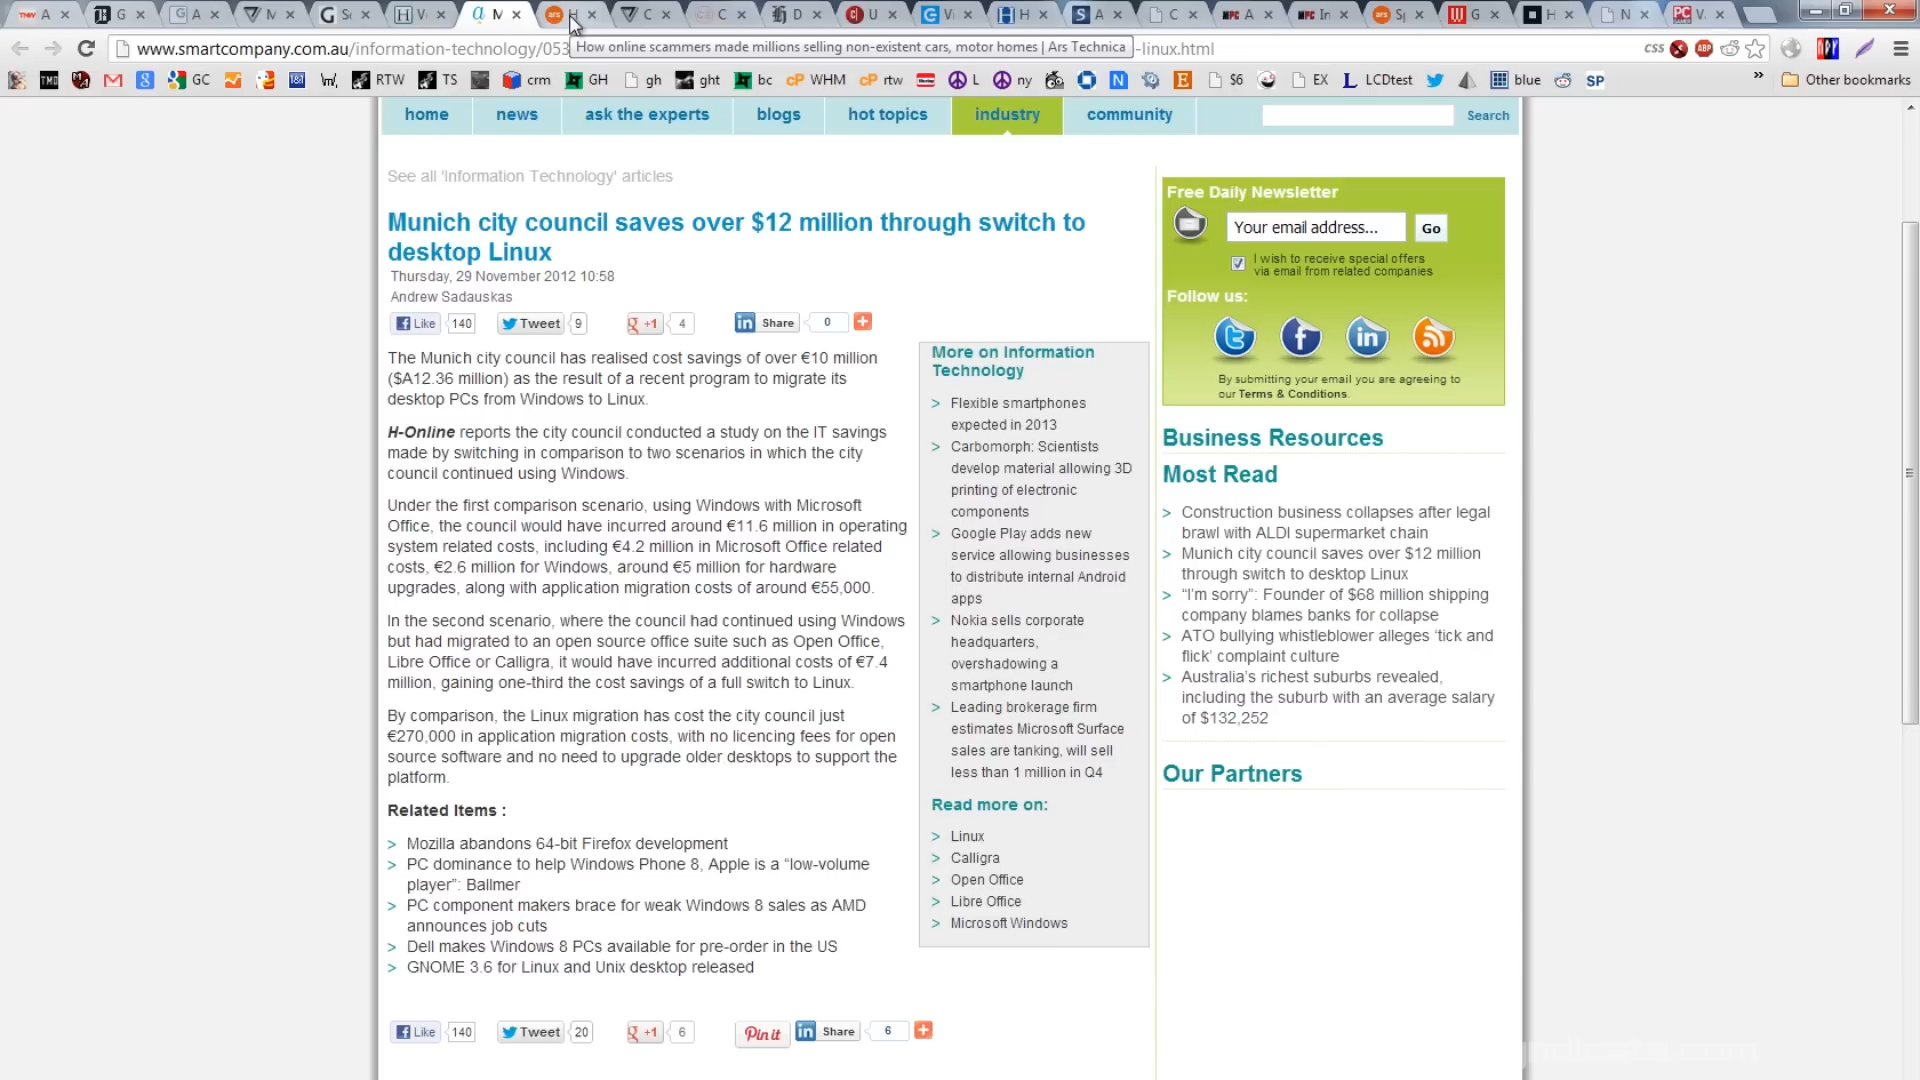 A
G
A
M
G
S
H
V
M
ars
H
C
C
D
U
V
H
S A
C
MPC A
MPC In
ars S
G
H
N
PC V
www.smartcompany.com.au/information-technology/053
How online scammers made millions selling non-existent cars, motor homes | Ars Technica
-linux.html
CSS
ABP
GC
RTW
TS
crm
GH
gh
ght
bc
cP WHM
cP rtw
L
ny
N
E
$6
EX
L LCDtest
blue
SP
»
Other bookmarks
home
news
ask the experts
blogs
hot topics
industry
community
Search
See all 'Information Technology' articles
Munich city council saves over $12 million through switch to
desktop Linux
Thursday, 29 November 2012 10:58
Andrew Sadauskas
Like 140
Tweet 9
+1 4
in Share 0
The Munich city council has realised cost savings of over €10 million
($A12.36 million) as the result of a recent program to migrate its
desktop PCs from Windows to Linux.
H-Online reports the city council conducted a study on the IT savings
made by switching in comparison to two scenarios in which the city
council continued using Windows.
Under the first comparison scenario, using Windows with Microsoft
Office, the council would have incurred around €11.6 million in operating
system related costs, including €4.2 million in Microsoft Office related
costs, €2.6 million for Windows, around €5 million for hardware
upgrades, along with application migration costs of around €55,000.
In the second scenario, where the council had continued using Windows
but had migrated to an open source office suite such as Open Office,
Libre Office or Calligra, it would have incurred additional costs of €7.4
million, gaining one-third the cost savings of a full switch to Linux.
By comparison, the Linux migration has cost the city council just
€270,000 in application migration costs, with no licencing fees for open
source software and no need to upgrade older desktops to support the
platform.
Related Items :
> Mozilla abandons 64-bit Firefox development
> PC dominance to help Windows Phone 8, Apple is a “low-volume
player”: Ballmer
> PC component makers brace for weak Windows 8 sales as AMD
announces job cuts
> Dell makes Windows 8 PCs available for pre-order in the US
> GNOME 3.6 for Linux and Unix desktop released
Like 140
Tweet 20
+1 6
Pin it
in Share 6
More on Information
Technology
> Flexible smartphones
expected in 2013
> Carbomorph: Scientists
develop material allowing 3D
printing of electronic
components
> Google Play adds new
service allowing businesses
to distribute internal Android
apps
> Nokia sells corporate
headquarters,
overshadowing a
smartphone launch
> Leading brokerage firm
estimates Microsoft Surface
sales are tanking, will sell
less than 1 million in Q4
Read more on:
> Linux
> Calligra
> Open Office
> Libre Office
> Microsoft Windows
Free Daily Newsletter
Your email address...
Go
I wish to receive special offers
via email from related companies
Follow us:
By submitting your email you are agreeing to
our Terms & Conditions.
Business Resources
Most Read
> Construction business collapses after legal
brawl with ALDI supermarket chain
> Munich city council saves over $12 million
through switch to desktop Linux
> “I'm sorry”: Founder of $68 million shipping
company blames banks for collapse
> ATO bullying whistleblower alleges ‘tick and
flick’ complaint culture
> Australia’s richest suburbs revealed,
including the suburb with an average salary
of $132,252
Our Partners